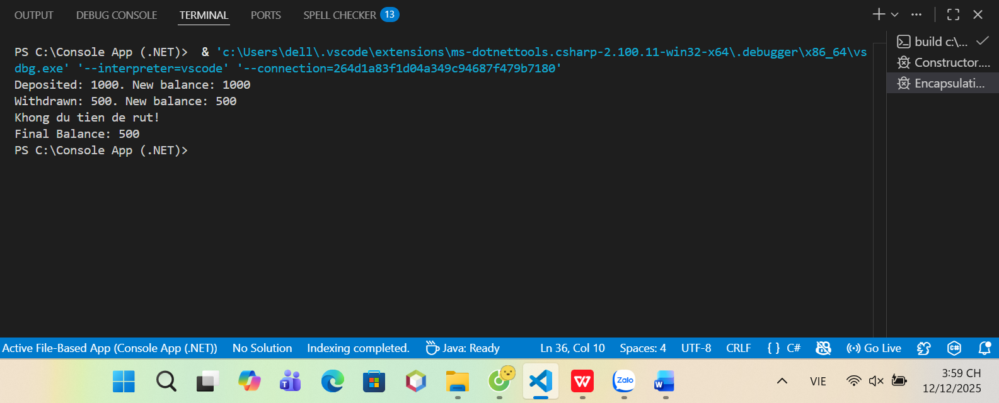 OUTPUT DEBUG CONSOLE TERMINAL PORTS SPELL CHECKER 13
PS C:\Console App (.NET)>  & 'c:\Users\dell\.vscode\extensions\ms-dotnettools.csharp-2.100.11-win32-x64\.debugger\x86_64\vs
dbg.exe' '--interpreter=vscode' '--connection=264d1a83f1d04a349c94687f479b7180'
Deposited: 1000. New balance: 1000
Withdrawn: 500. New balance: 500
Khong du tien de rut!
Final Balance: 500
PS C:\Console App (.NET)>
build c:\...
Constructor....
Encapsulati...
Active File-Based App (Console App (.NET)) No Solution Indexing completed. Java: Ready Ln 36, Col 10 Spaces: 4 UTF-8 CRLF { } C# Go Live C#
T W Zalo W VIE 3:59 CH
12/12/2025